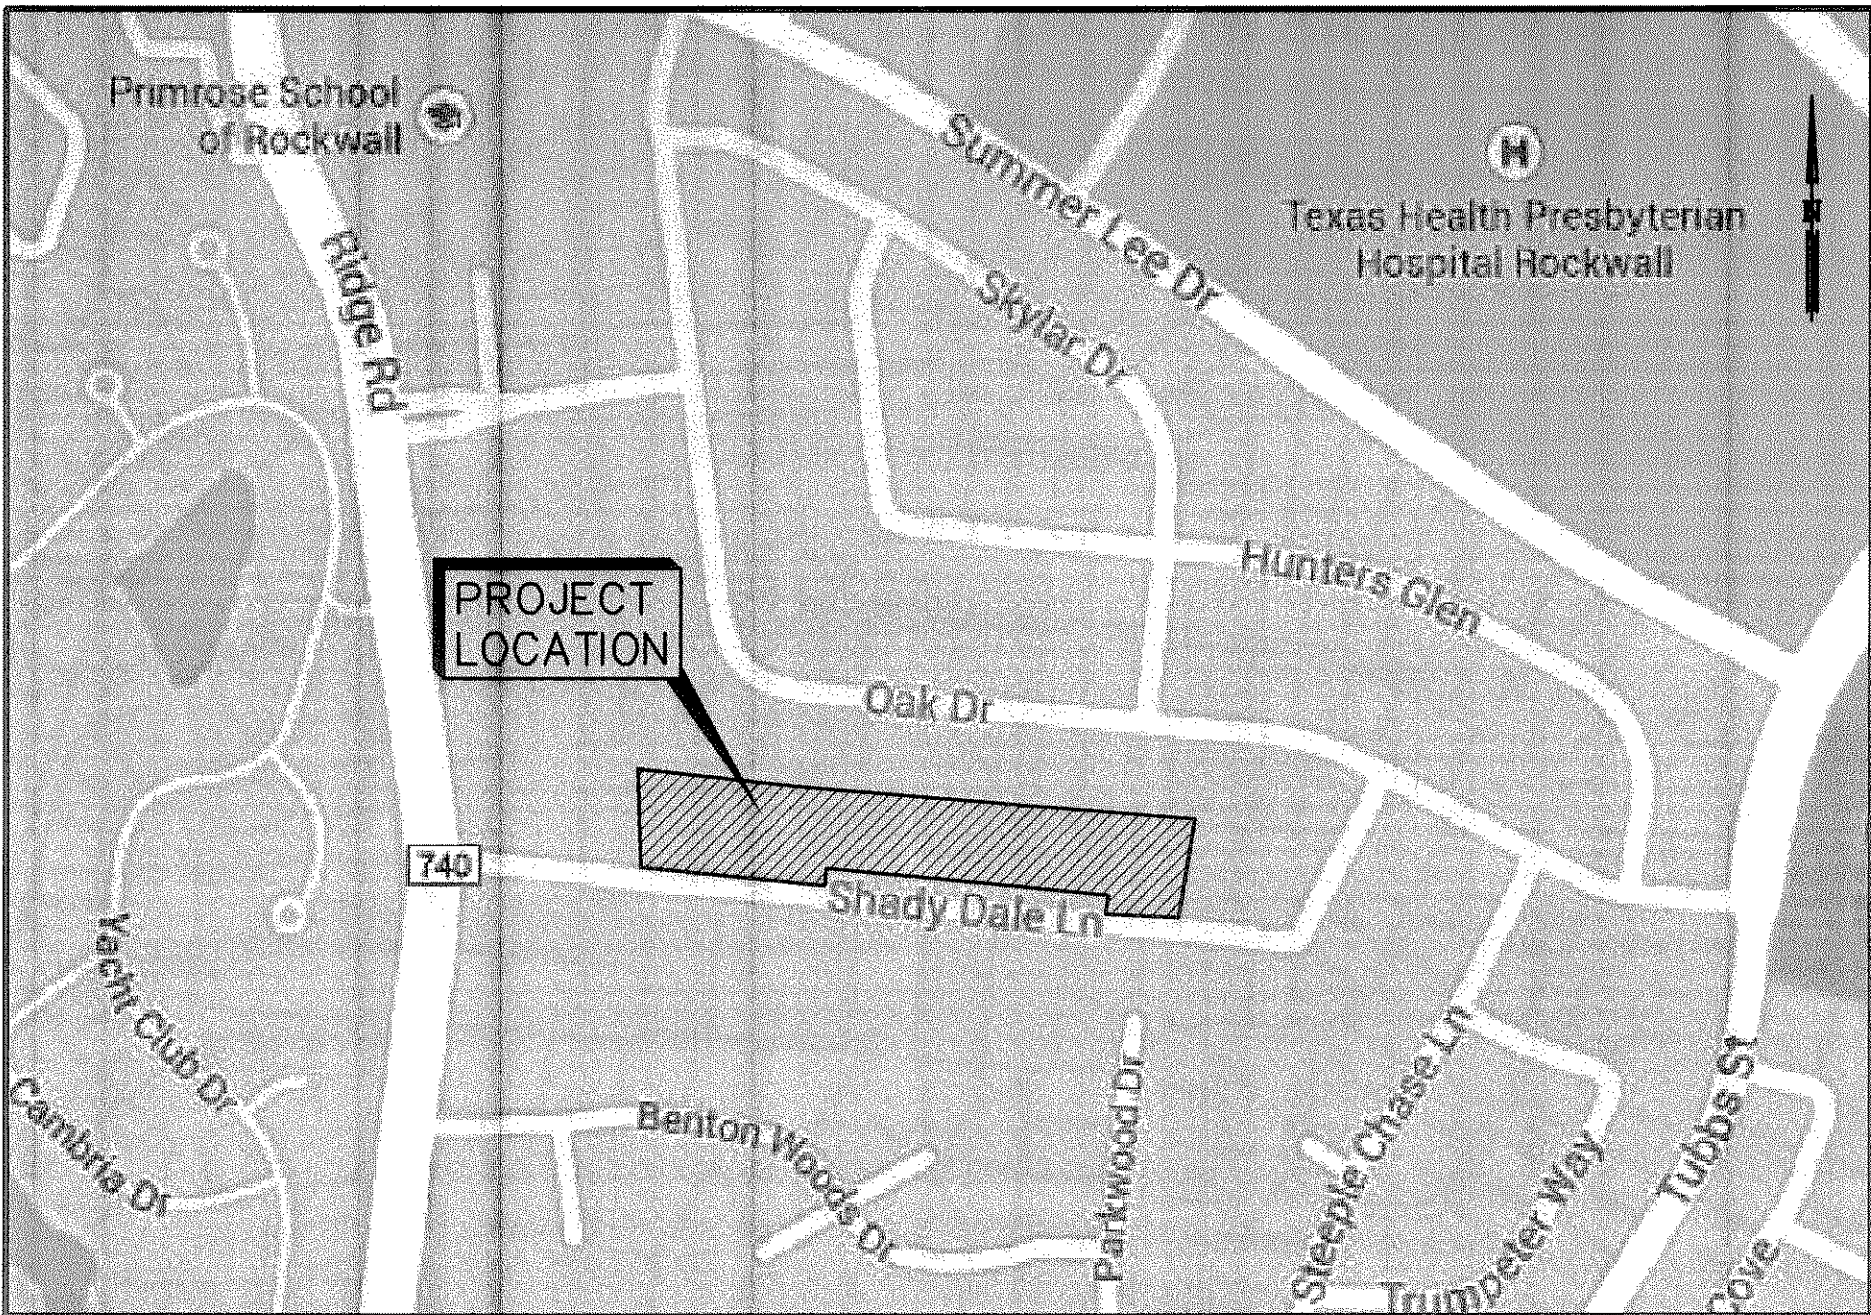 Primrose School
of Rockwall
H
Texas Health Presbyterian
Hospital Rockwall
N
Summer Lee Dr
Ridge Rd
Skylar Dr
Hunters Glen
PROJECT
LOCATION
Oak Dr
740
Shady Dale Ln
Yacht Club Dr
Cambria Dr
Benton Woods Dr
Parkwood Dr
Steeple Chase Ln
Trumpeter Way
Tubbs St
Cove